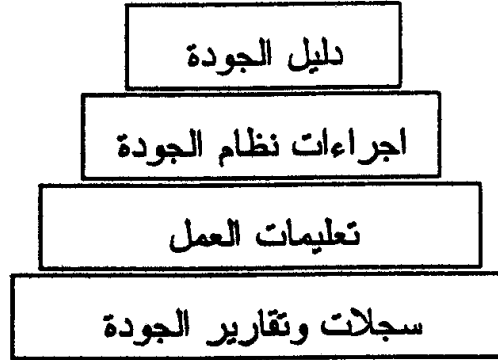 دليل الجودة
اجراءات نظام الجودة
تعليمات العمل
سجلات وتقارير الجودة